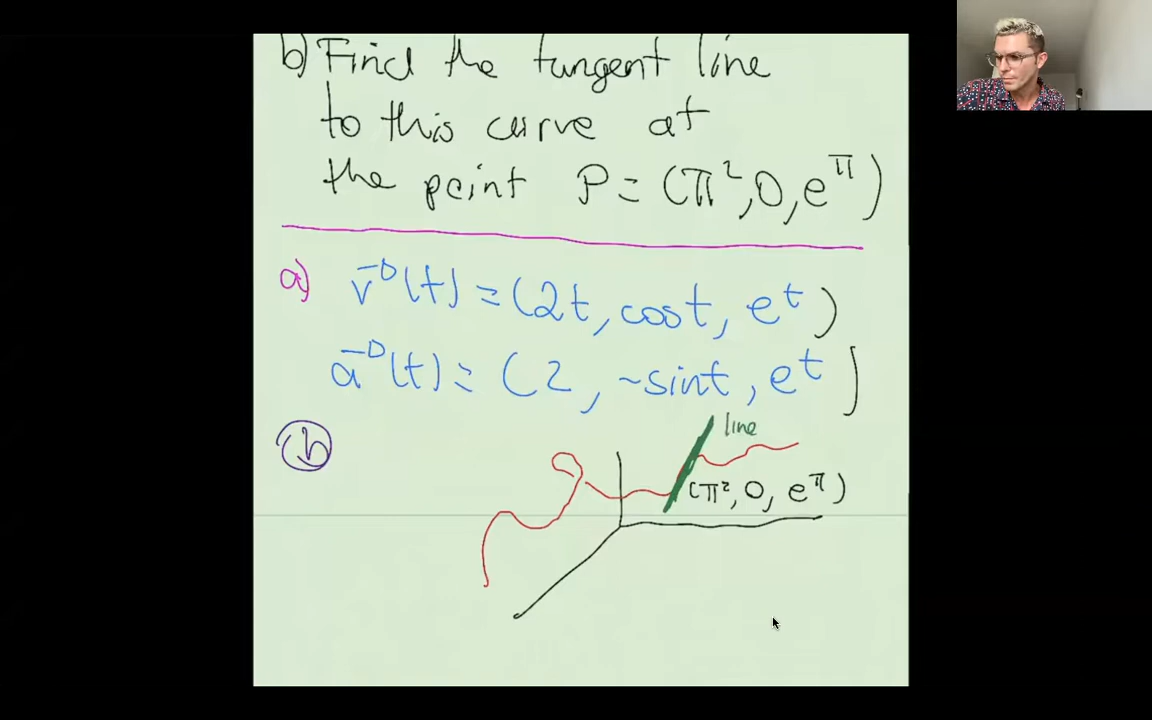 b) Find the tangent line
to this curve at
the point P = (π², 0, e^π)
a) v⃗(t) = (2t, cos t, e^t)
a⃗(t) = (2, -sin t, e^t)
(b)
line
(π², 0, e^π)